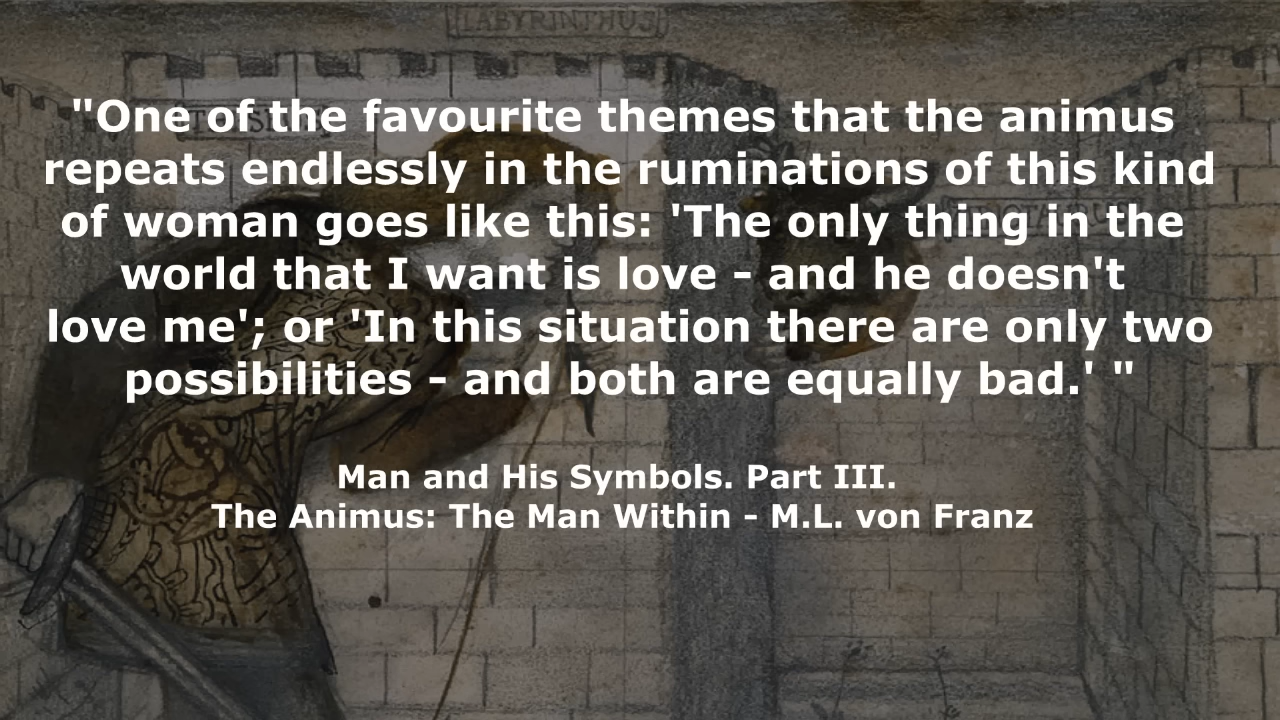 LABYRINTHUS
"One of the favourite themes that the animus
repeats endlessly in the ruminations of this kind
of woman goes like this: 'The only thing in the
world that I want is love - and he doesn't
love me'; or 'In this situation there are only two
possibilities - and both are equally bad.' "
Man and His Symbols. Part III.
The Animus: The Man Within - M.L. von Franz